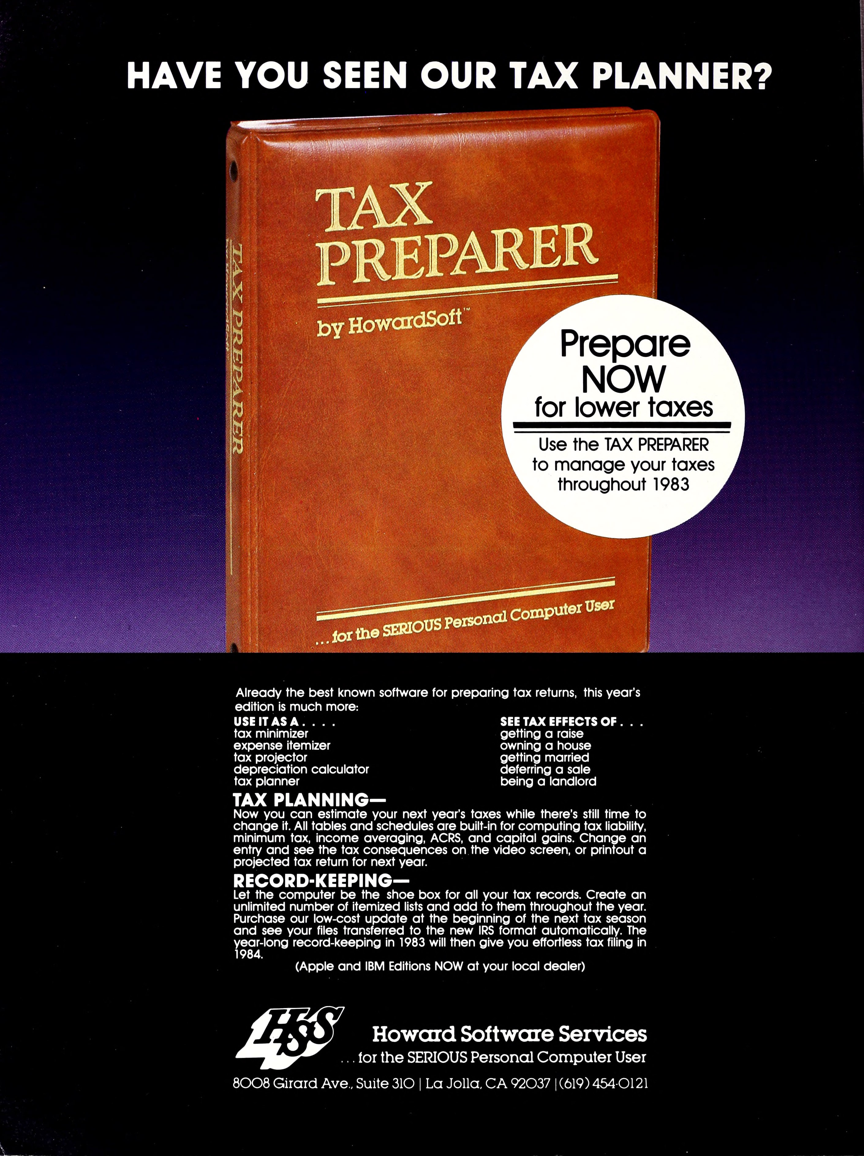 HAVE YOU SEEN OUR TAX PLANNER?
TAX
PREPARER
by HowardSoft™
TAX PREPARER
Prepare
NOW
for lower taxes
Use the TAX PREPARER
to manage your taxes
throughout 1983
...for the SERIOUS Personal Computer User
Already the best known software for preparing tax returns, this year's
edition is much more:
USE IT AS A . . . .
tax minimizer
expense itemizer
tax projector
depreciation calculator
tax planner
SEE TAX EFFECTS OF . . .
getting a raise
owning a house
getting married
deferring a sale
being a landlord
TAX PLANNING—
Now you can estimate your next year's taxes while there's still time to
change it. All tables and schedules are built-in for computing tax liability,
minimum tax, income averaging, ACRS, and capital gains. Change an
entry and see the tax consequences on the video screen, or printout a
projected tax return for next year.
RECORD-KEEPING—
Let the computer be the shoe box for all your tax records. Create an
unlimited number of itemized lists and add to them throughout the year.
Purchase our low-cost update at the beginning of the next tax season
and see your files transferred to the new IRS format automatically. The
year-long record-keeping in 1983 will then give you effortless tax filing in
1984.
(Apple and IBM Editions NOW at your local dealer)
HSS
Howard Software Services
...for the SERIOUS Personal Computer User
8008 Girard Ave., Suite 310 | La Jolla, CA 92037 | (619) 454-0121